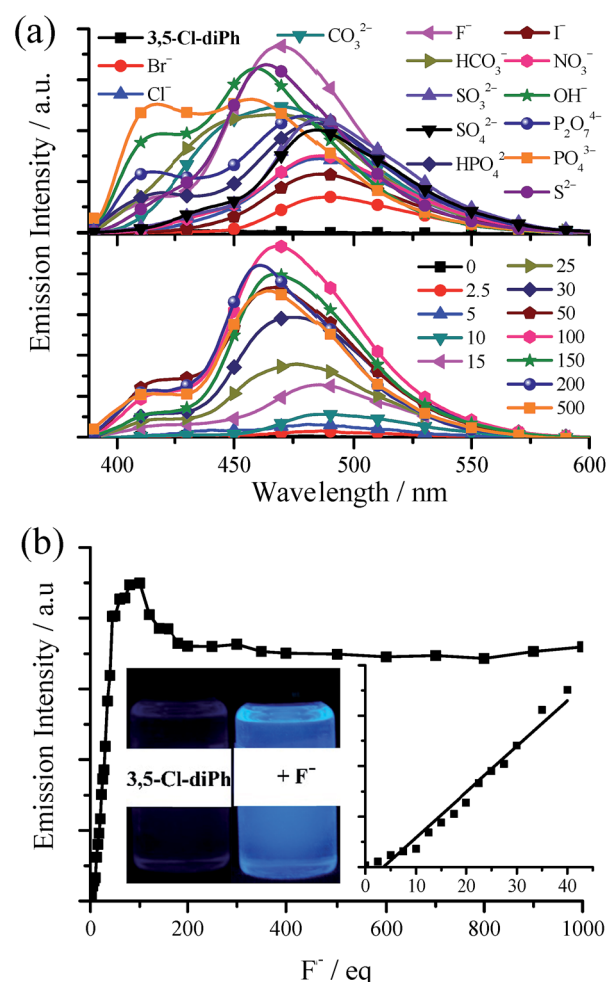 (a)
3,5-Cl-diPh
CO₃²⁻
Br⁻
Cl⁻
F⁻
I⁻
HCO₃⁻
NO₃⁻
SO₃²⁻
OH⁻
SO₄²⁻
P₂O₇⁴⁻
HPO₄²
PO₄³⁻
S²⁻
Emission Intensity / a.u.
0
2.5
5
10
15
25
30
50
100
150
200
500
400 450 500 550 600
Wavelength / nm
(b)
Emission Intensity / a.u
3,5-Cl-diPh
+ F⁻
0 10 20 30 40
0 200 400 600 800 1000
F⁻ / eq